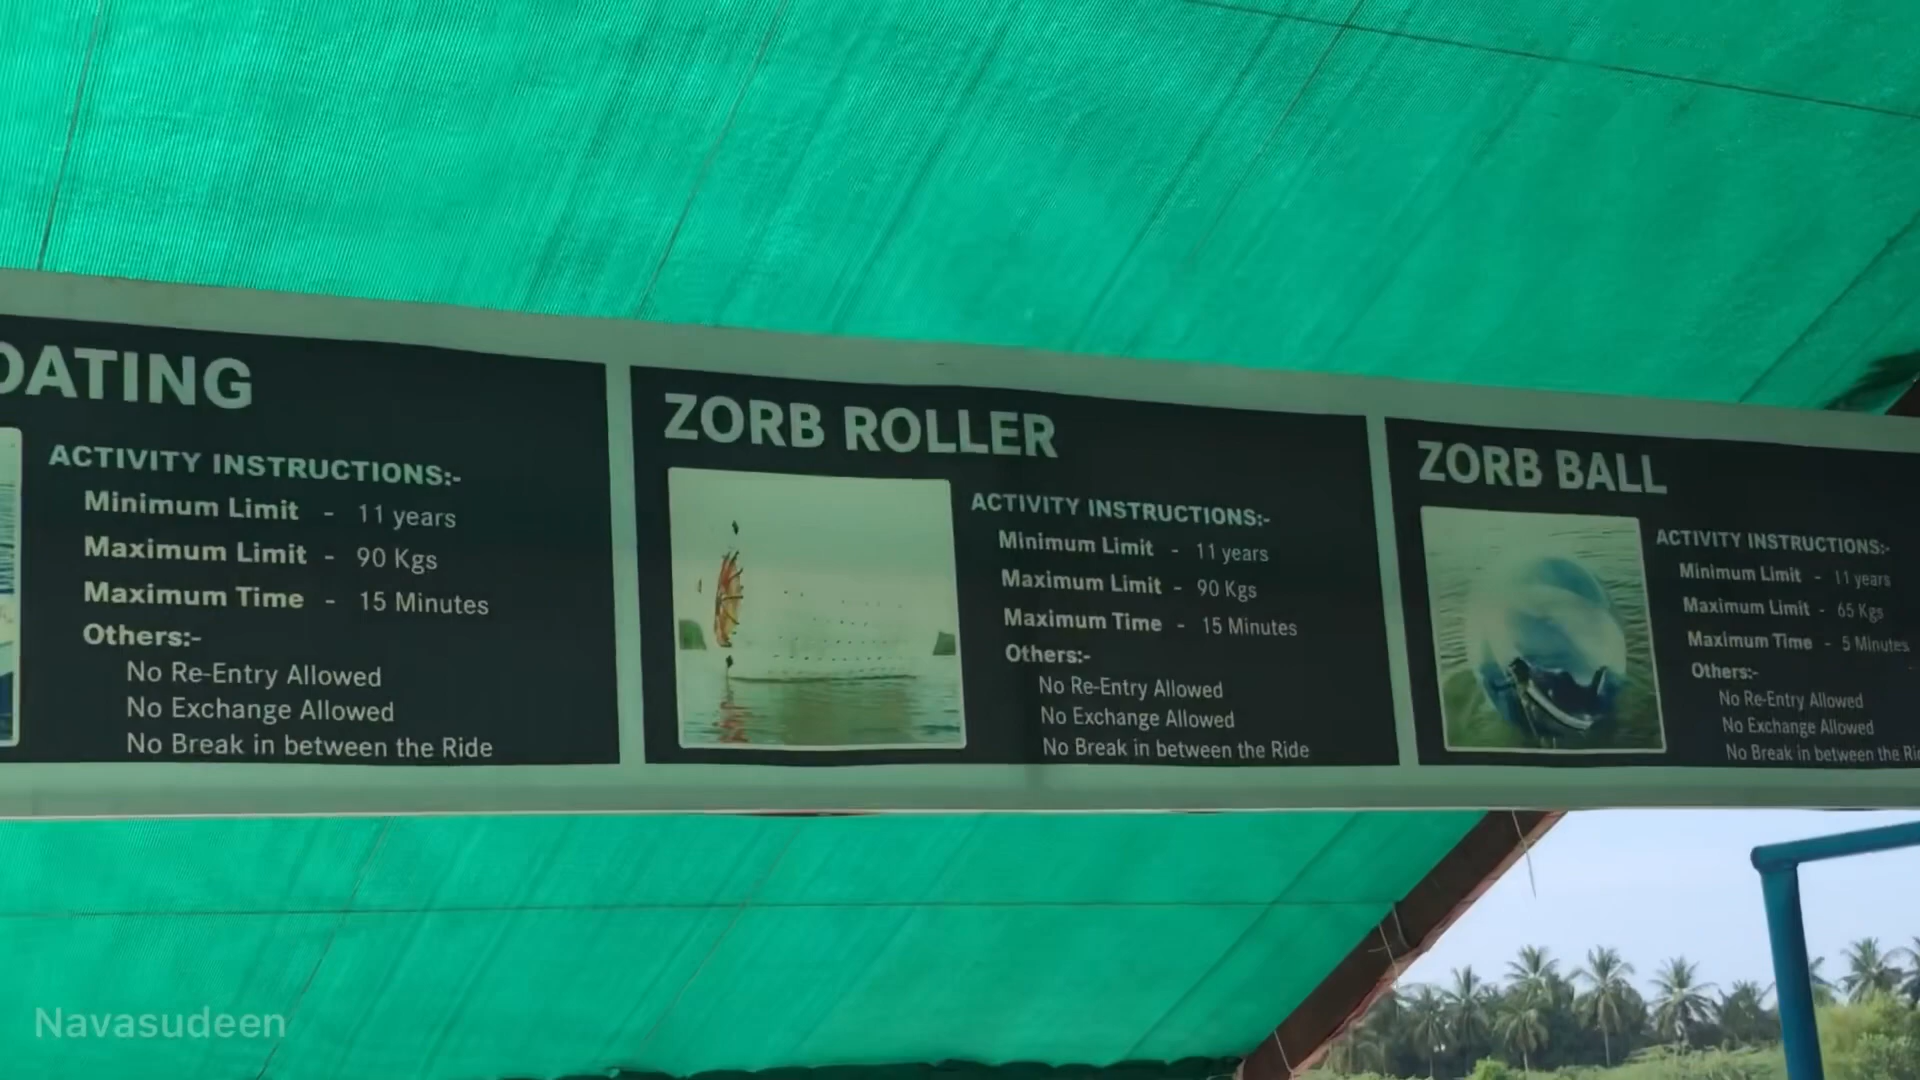 OATING
ACTIVITY INSTRUCTIONS:-
Minimum Limit - 11 years
Maximum Limit - 90 Kgs
Maximum Time - 15 Minutes
Others:-
No Re-Entry Allowed
No Exchange Allowed
No Break in between the Ride
ZORB ROLLER
ACTIVITY INSTRUCTIONS:-
Minimum Limit - 11 years
Maximum Limit - 90 Kgs
Maximum Time - 15 Minutes
Others:-
No Re-Entry Allowed
No Exchange Allowed
No Break in between the Ride
ZORB BALL
ACTIVITY INSTRUCTIONS:-
Minimum Limit - 11 years
Maximum Limit - 65 Kgs
Maximum Time - 5 Minutes
Others:-
No Re-Entry Allowed
No Exchange Allowed
No Break in between the Ri
Navasudeen